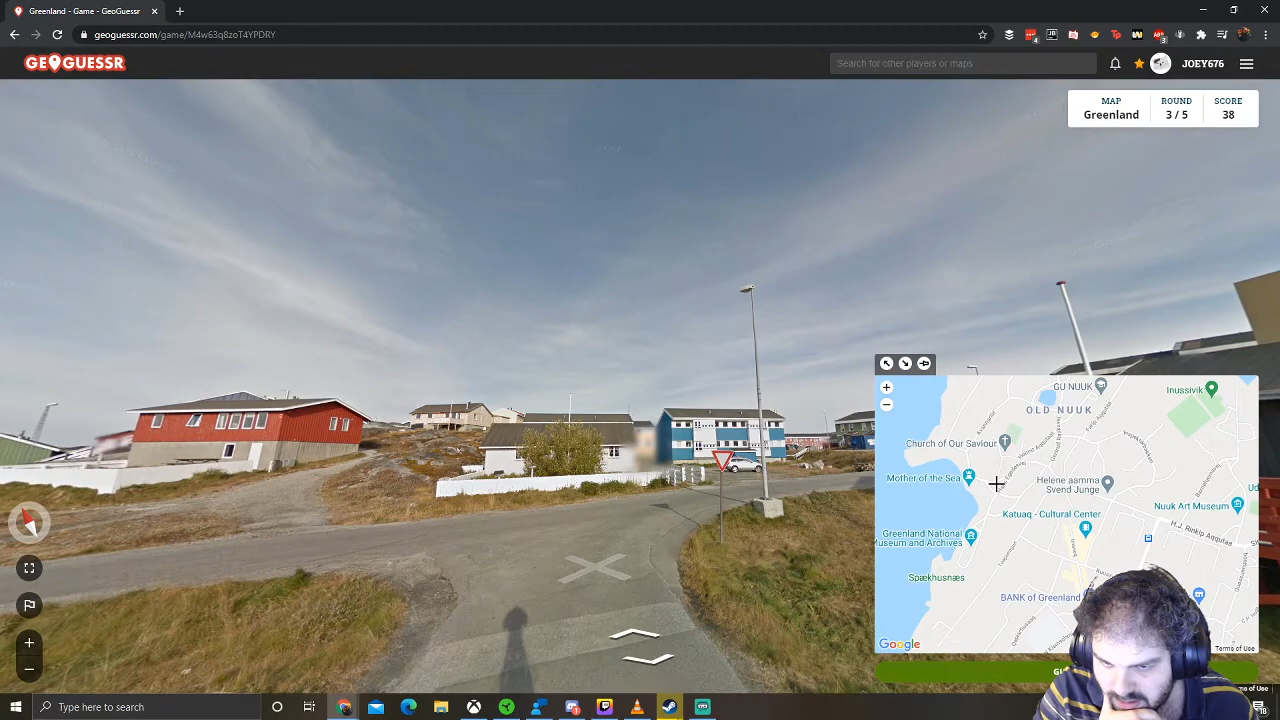 Greenland - Game - GeoGuessr
geoguessr.com/game/M4w63q8zoT4YPDRY
GEOGUESSR
Search for other players or maps
JOEY676
MAP ROUND SCORE
Greenland 3 / 5 38
GU NUUK
Inussivik
OLD NUUK
Church of Our Saviour
Mother of the Sea
Helene aamma
Svend Junge
Nuuk Art Museum
Katuaq - Cultural Center
Greenland National
Museum and Archives
H.J. Rinkip Aqqutaa
Spækhusnæs
BANK of Greenland
Google
Terms of Use
Type here to search